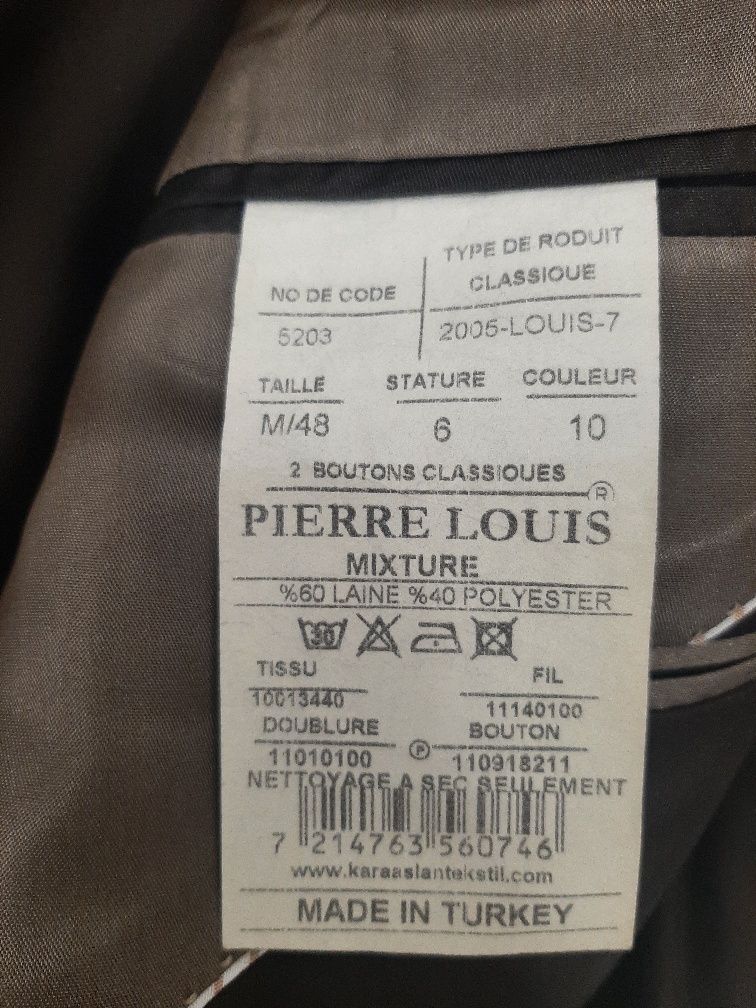 TYPE DE RODUIT
CLASSIQUE
NO DE CODE
5203
2005-LOUIS-7
TAILLE STATURE COULEUR
M/48 6 10
2 BOUTONS CLASSIQUES
PIERRE LOUIS ®
MIXTURE
%60 LAINE %40 POLYESTER
30
TISSU FIL
10013440 11140100
DOUBLURE BOUTON
11010100 Ⓟ 110918211
NETTOYAGE A SEC SEULEMENT
7 214763 560746
www.karaaslantekstil.com
MADE IN TURKEY